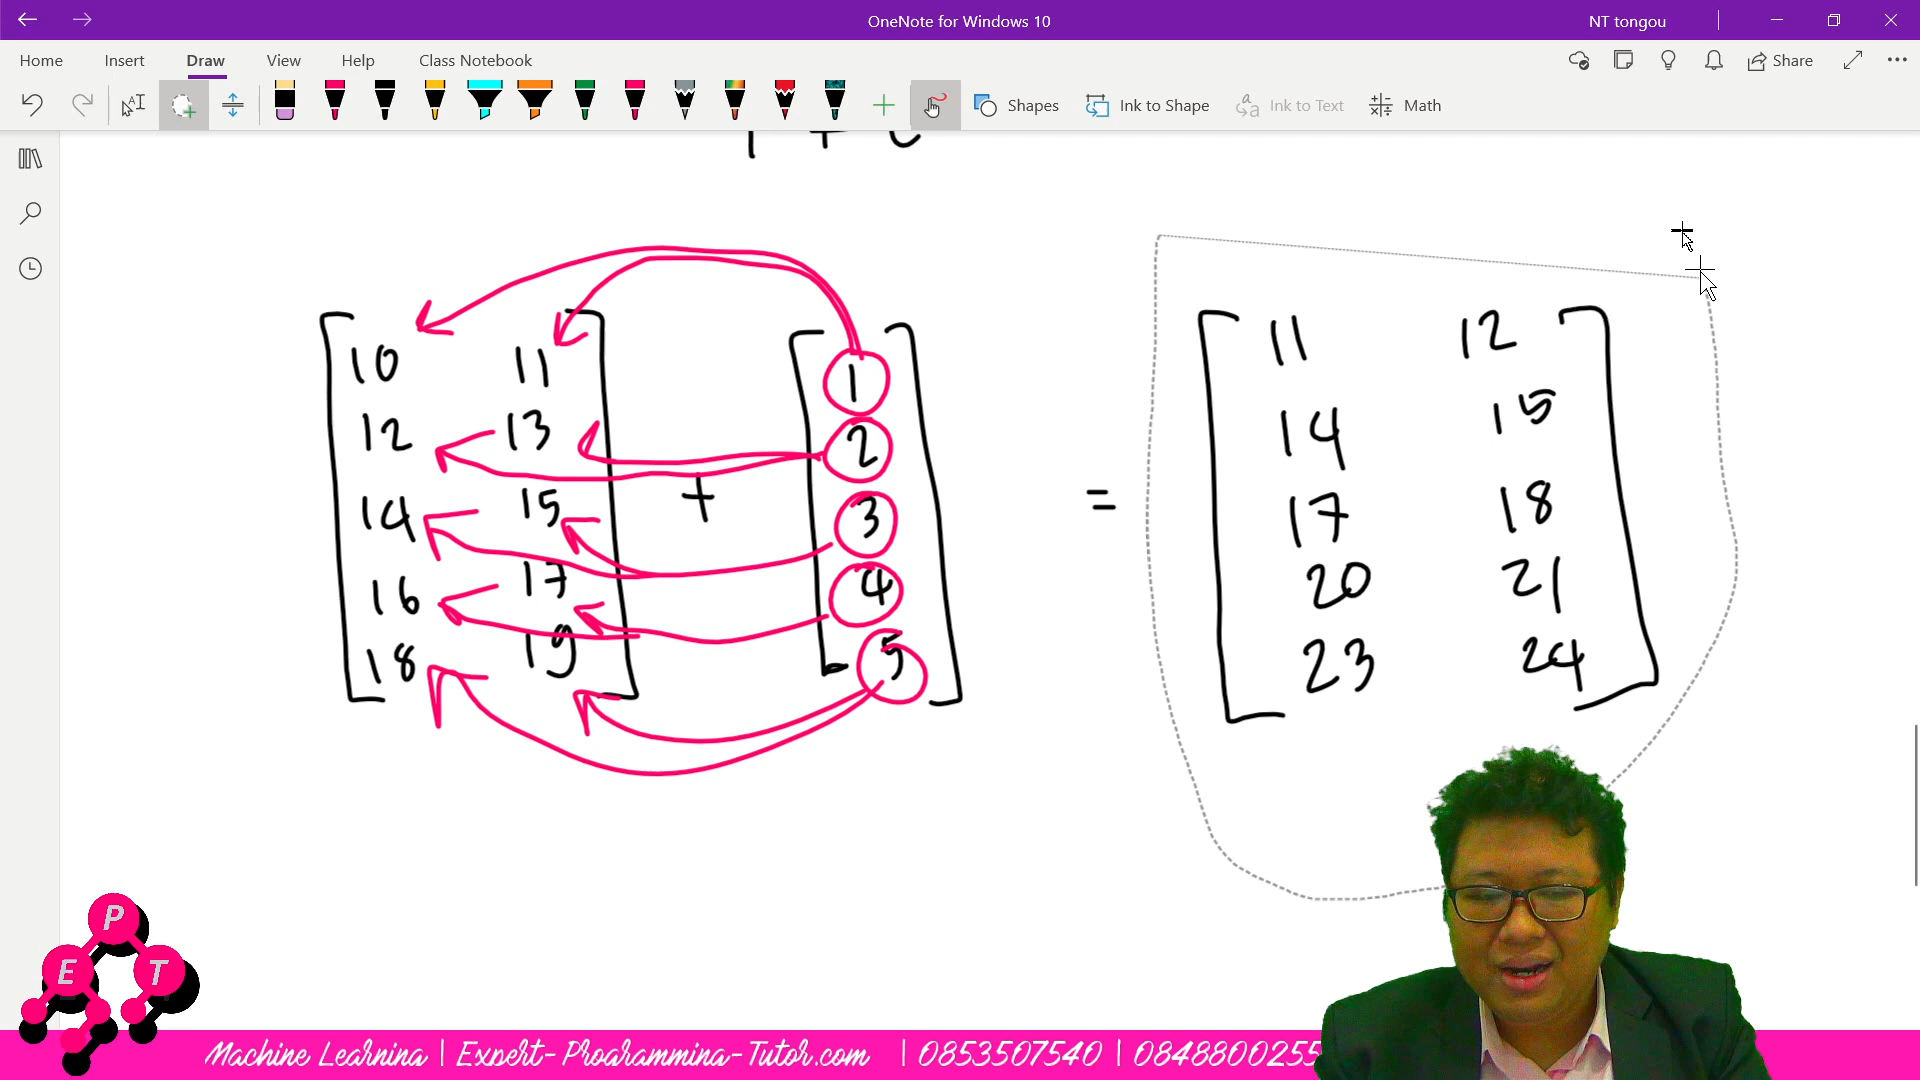 OneNote for Windows 10
NT tongou
Home Insert Draw View Help Class Notebook
Share
Shapes Ink to Shape Ink to Text Math
10 11 1 11 12
12 13 2 14 15
14 15 + 3 = 17 18
16 17 4 20 21
18 19 5 23 24
P
E T
Machine Learning | Expert-Programming-Tutor.com | 0853507540 | 0848800255